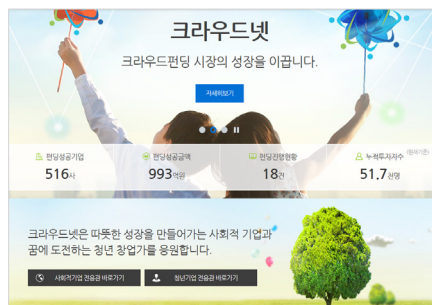 크라우드넷
크라우드펀딩 시장의 성장을 이끕니다.
자세히보기
펀딩성공기업
516사
펀딩성공금액
993억원
펀딩진행현황
18건
누적투자자수
51.7천명
크라우드넷은 따뜻한 성장을 만들어가는 사회적 기업과
꿈에 도전하는 청년 창업가를 응원합니다.
사회적기업 전용관 바로가기
청년기업 전용관 바로가기